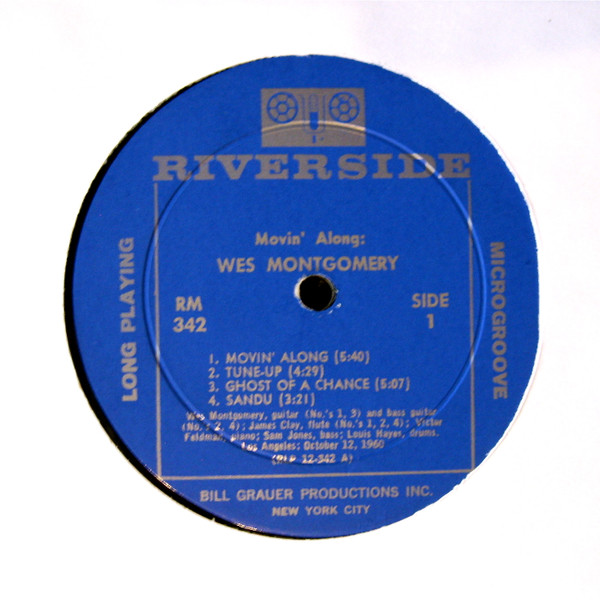 RIVERSIDE
Movin' Along:
WES MONTGOMERY
RM
342
SIDE
1
LONG PLAYING
MICROGROOVE
1. MOVIN' ALONG (5:40)
2. TUNE-UP (4:29)
3. GHOST OF A CHANCE (5:07)
4. SANDU (3:21)
Wes Montgomery, guitar (No.'s 1, 3) and bass guitar
(No.'s 2, 4); James Clay, flute (No.'s 1, 2, 4); Victor
Feldman, piano; Sam Jones, bass; Louis Hayes, drums.
Los Angeles; October 12, 1960
(RLP 12-342 A)
BILL GRAUER PRODUCTIONS INC.
NEW YORK CITY